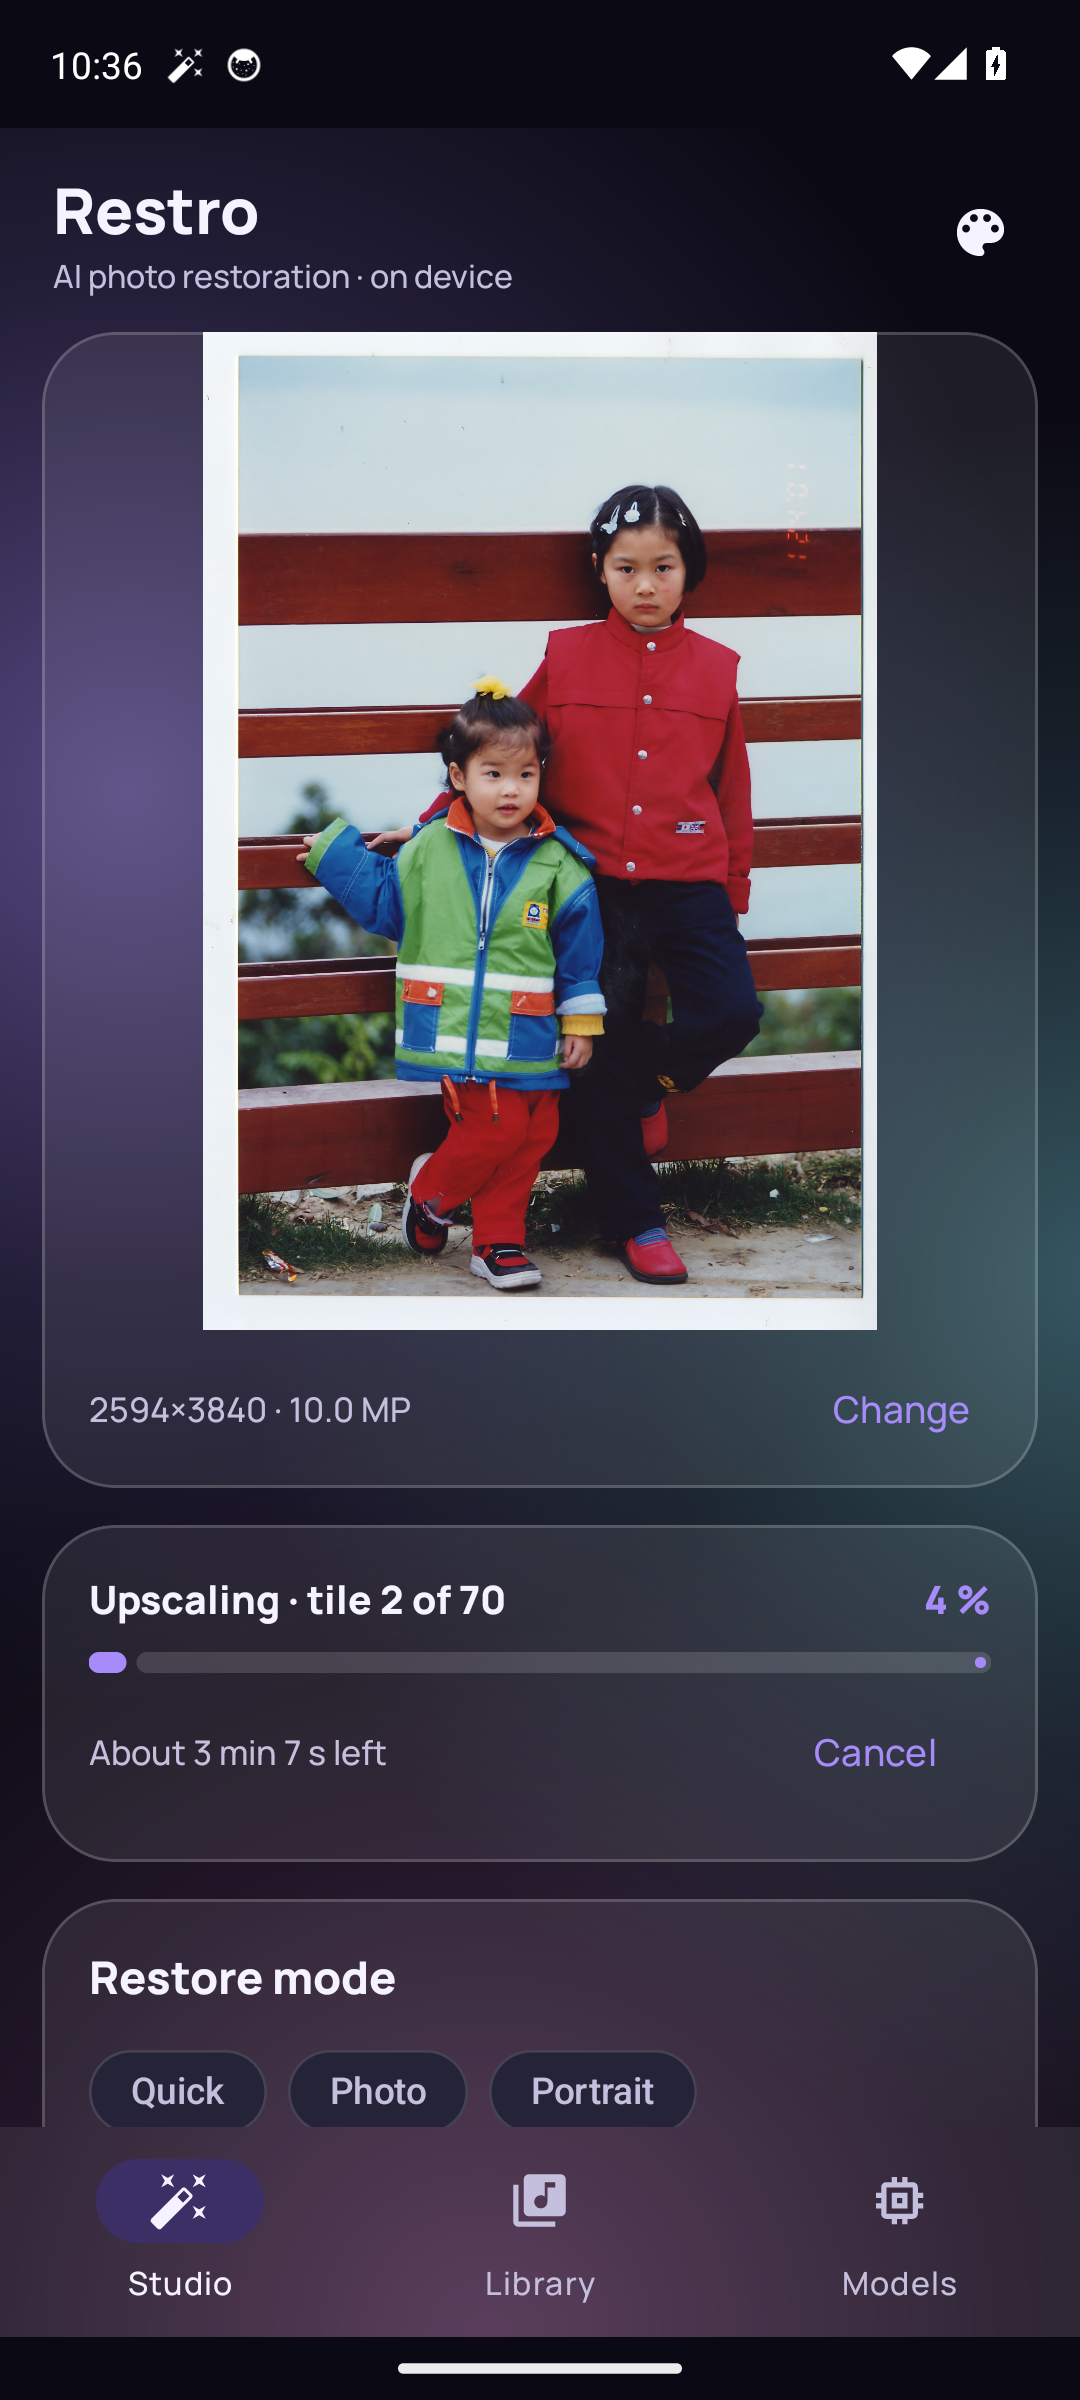 10:36
Restro
AI photo restoration · on device
2594×3840 · 10.0 MP
Change
Upscaling · tile 2 of 70
4 %
About 3 min 7 s left
Cancel
Restore mode
Quick
Photo
Portrait
Studio
Library
Models